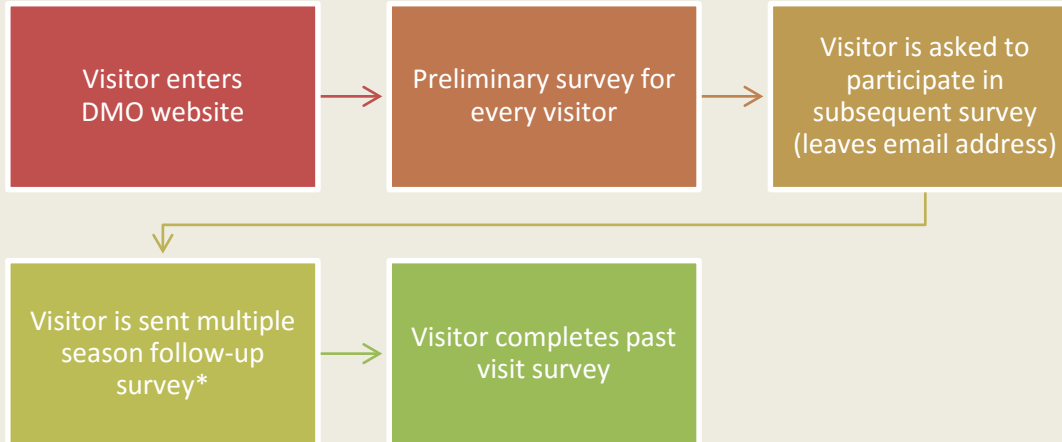 Visitor enters
DMO website
Preliminary survey for
every visitor
Visitor is asked to
participate in
subsequent survey
(leaves email address)
Visitor is sent multiple
season follow-up
survey*
Visitor completes past
visit survey